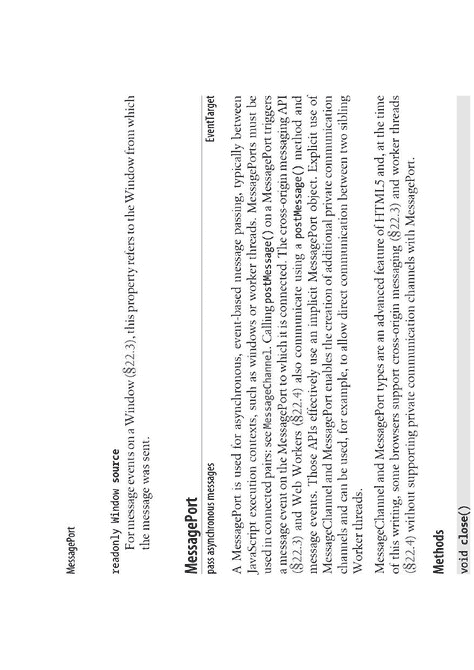 MessagePort
readonly Window source
For message events on a Window (§22.3), this property refers to the Window from which
the message was sent.
MessagePort
pass asynchronous messages EventTarget
A MessagePort is used for asynchronous, event-based message passing, typically between
JavaScript execution contexts, such as windows or worker threads. MessagePorts must be
used in connected pairs: see MessageChannel. Calling postMessage() on a MessagePort triggers
a message event on the MessagePort to which it is connected. The cross-origin messaging API
(§22.3) and Web Workers (§22.4) also communicate using a postMessage() method and
message events. Those APIs effectively use an implicit MessagePort object. Explicit use of
MessageChannel and MessagePort enables the creation of additional private communication
channels and can be used, for example, to allow direct communication between two sibling
Worker threads.
MessageChannel and MessagePort types are an advanced feature of HTML5 and, at the time
of this writing, some browsers support cross-origin messaging (§22.3) and worker threads
(§22.4) without supporting private communication channels with MessagePort.
Methods
void close()